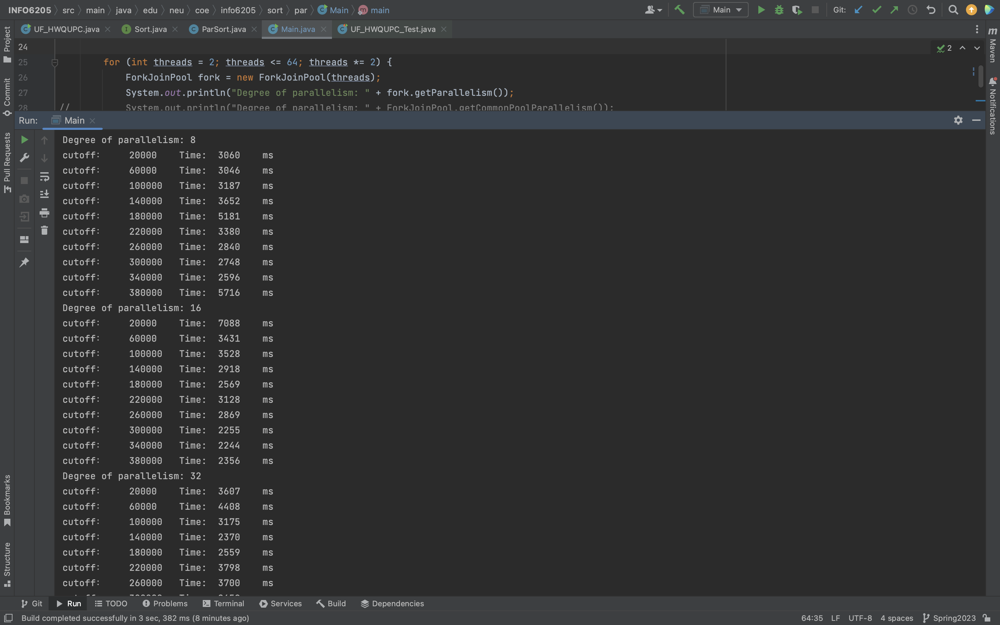 INFO6205 src main java edu neu coe info6205 sort par Main main
Main Git:
UF_HWQUPC.java Sort.java ParSort.java Main.java UF_HWQUPC_Test.java
Project
Commit
Pull Requests
Bookmarks
Structure
Maven
Notifications
2
24
25 for (int threads = 2; threads <= 64; threads *= 2) {
26 ForkJoinPool fork = new ForkJoinPool(threads);
27 System.out.println("Degree of parallelism: " + fork.getParallelism());
28 // System.out.println("Degree of parallelism: " + ForkJoinPool.getCommonPoolParallelism());
Run: Main
Degree of parallelism: 8
cutoff: 20000 Time: 3060 ms
cutoff: 60000 Time: 3046 ms
cutoff: 100000 Time: 3187 ms
cutoff: 140000 Time: 3652 ms
cutoff: 180000 Time: 5181 ms
cutoff: 220000 Time: 3380 ms
cutoff: 260000 Time: 2840 ms
cutoff: 300000 Time: 2748 ms
cutoff: 340000 Time: 2596 ms
cutoff: 380000 Time: 5716 ms
Degree of parallelism: 16
cutoff: 20000 Time: 7088 ms
cutoff: 60000 Time: 3431 ms
cutoff: 100000 Time: 3528 ms
cutoff: 140000 Time: 2918 ms
cutoff: 180000 Time: 2569 ms
cutoff: 220000 Time: 3128 ms
cutoff: 260000 Time: 2869 ms
cutoff: 300000 Time: 2255 ms
cutoff: 340000 Time: 2244 ms
cutoff: 380000 Time: 2356 ms
Degree of parallelism: 32
cutoff: 20000 Time: 3607 ms
cutoff: 60000 Time: 4408 ms
cutoff: 100000 Time: 3175 ms
cutoff: 140000 Time: 2370 ms
cutoff: 180000 Time: 2559 ms
cutoff: 220000 Time: 3798 ms
cutoff: 260000 Time: 3700 ms
Git Run TODO Problems Terminal Services Build Dependencies
Build completed successfully in 3 sec, 382 ms (8 minutes ago) 64:35 LF UTF-8 4 spaces Spring2023